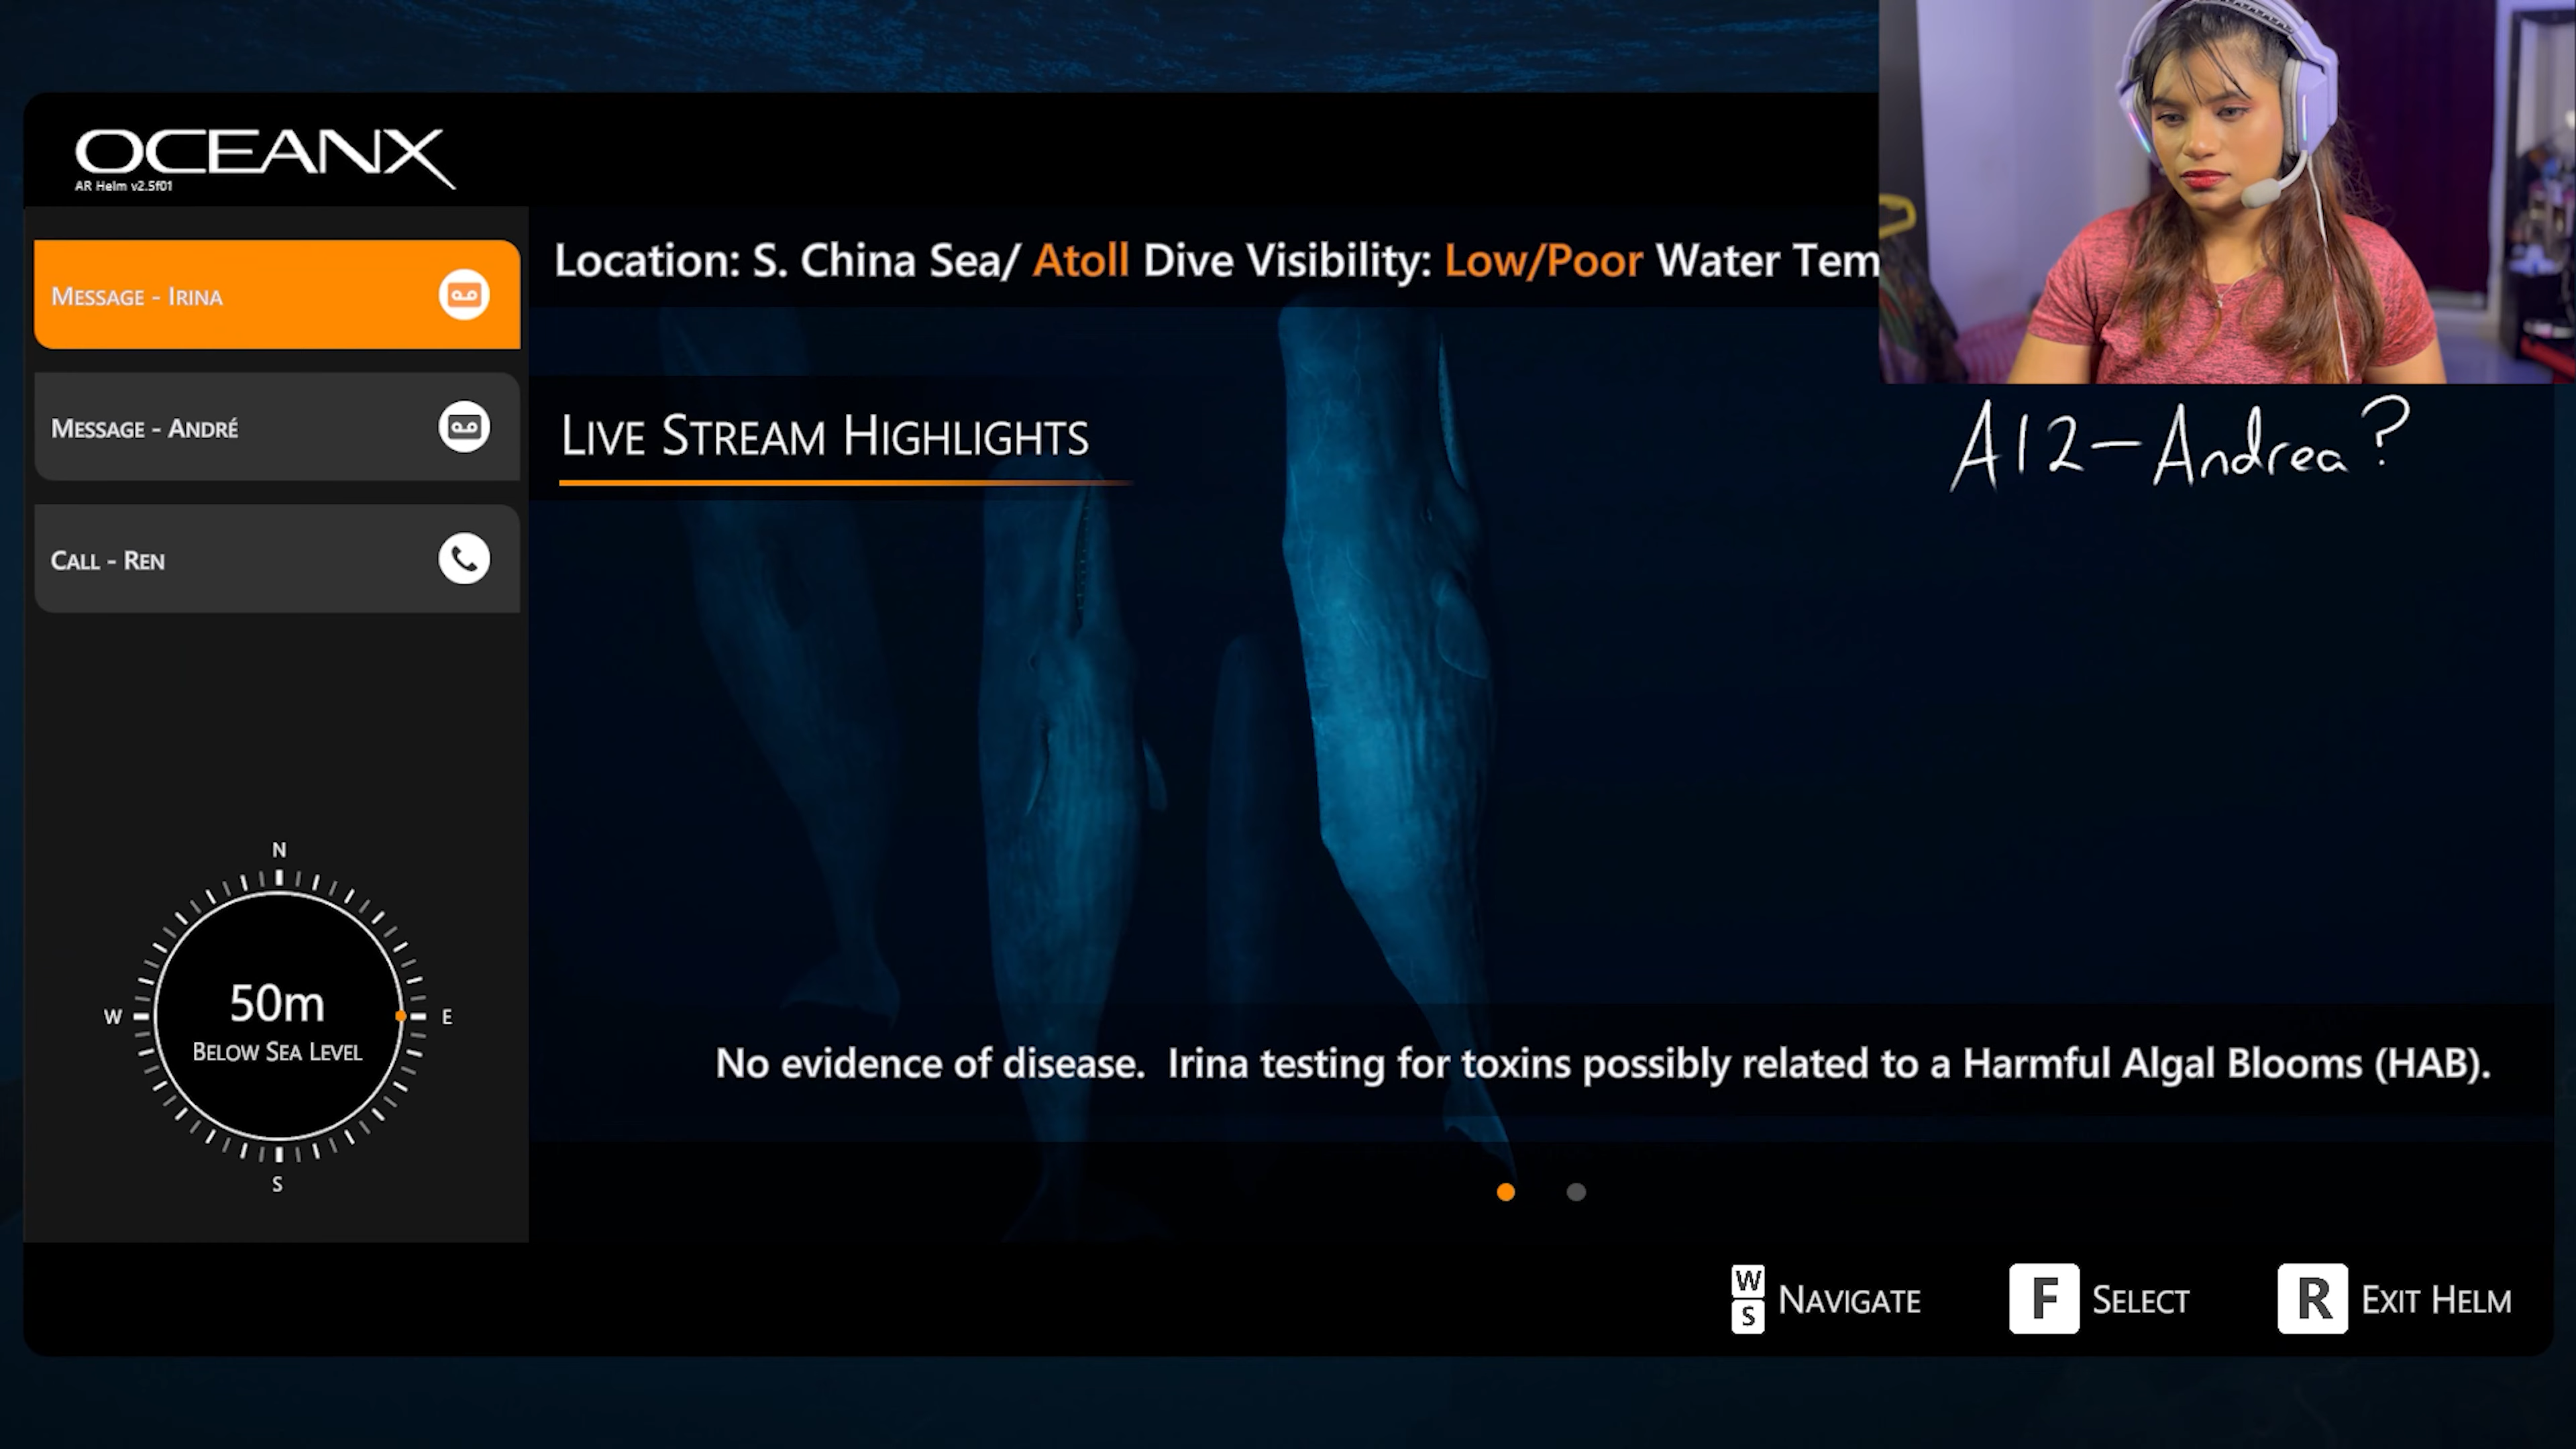 OCEANX
AR Helm v2.5f01
MESSAGE - IRINA
MESSAGE - ANDRÉ
CALL - REN
N
W
E
S
50m
BELOW SEA LEVEL
Location: S. China Sea/ Atoll Dive Visibility: Low/Poor Water Tem
LIVE STREAM HIGHLIGHTS
A12-Andrea?
No evidence of disease.  Irina testing for toxins possibly related to a Harmful Algal Blooms (HAB).
W
S
NAVIGATE
F SELECT
R EXIT HELM